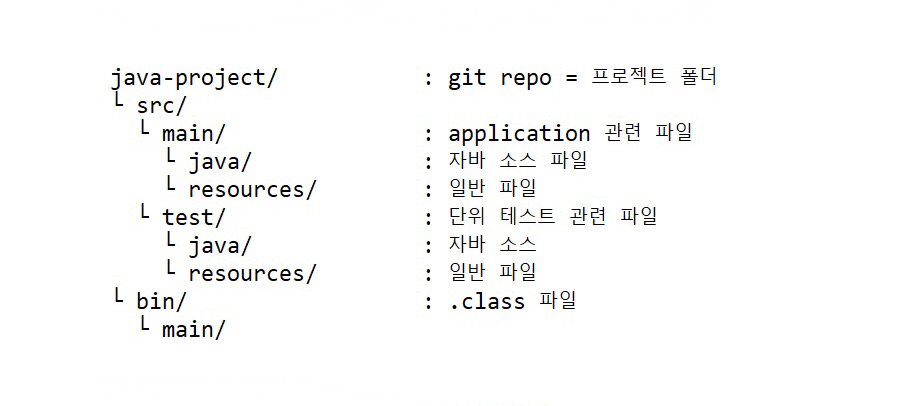 java-project/ : git repo = 프로젝트 폴더
└ src/
└ main/ : application 관련 파일
└ java/ : 자바 소스 파일
└ resources/ : 일반 파일
└ test/ : 단위 테스트 관련 파일
└ java/ : 자바 소스
└ resources/ : 일반 파일
└ bin/ : .class 파일
└ main/